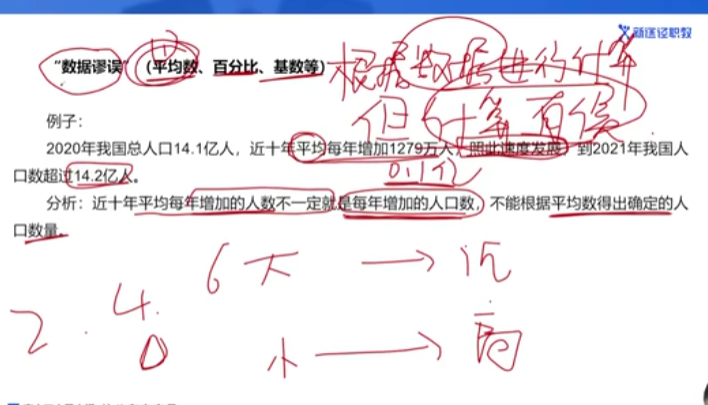 新途径职教
"数据谬误"（平均数、百分比、基数等）
根据数据进行计算
但计算有误
例子：
2020年我国总人口14.1亿人，近十年平均每年增加1279万人，照此速度发展，到2021年我国人
口数超过14.2亿人。
0.1亿
分析：近十年平均每年增加的人数不一定就是每年增加的人口数，不能根据平均数得出确定的人
口数量。
6 大 → 沉
2 . 4.
0 小 →